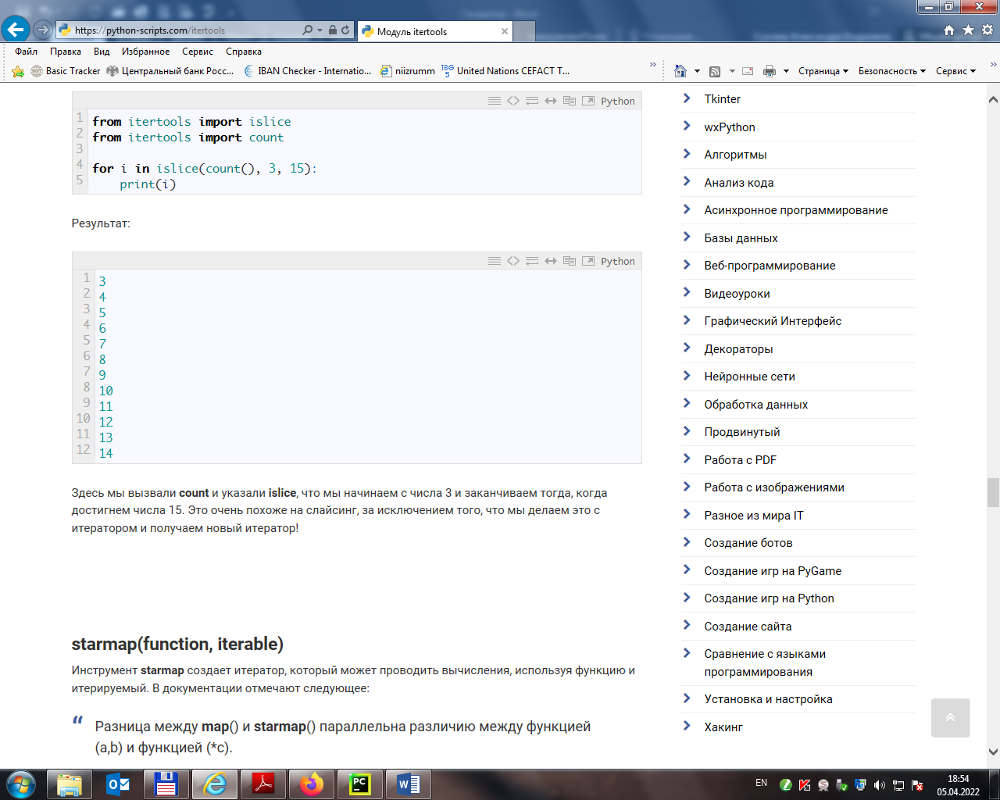 https://python-scripts.com/itertools
Модуль itertools
Файл Правка Вид Избранное Сервис Справка
Basic Tracker Центральный банк Росс... IBAN Checker - Internatio... niizrumm United Nations CEFACT T... Страница Безопасность Сервис
Python
1 from itertools import islice
2 from itertools import count
3
4 for i in islice(count(), 3, 15):
5 print(i)
Результат:
Python
1 3
2 4
3 5
4 6
5 7
6 8
7 9
8 10
9 11
10 12
11 13
12 14
Здесь мы вызвали count и указали islice, что мы начинаем с числа 3 и заканчиваем тогда, когда
достигнем числа 15. Это очень похоже на слайсинг, за исключением того, что мы делаем это с
итератором и получаем новый итератор!
starmap(function, iterable)
Инструмент starmap создает итератор, который может проводить вычисления, используя функцию и
итерируемый. В документации отмечают следующее:
Разница между map() и starmap() параллельна различию между функцией
(a,b) и функцией (*c).
Tkinter
wxPython
Алгоритмы
Анализ кода
Асинхронное программирование
Базы данных
Веб-программирование
Видеоуроки
Графический Интерфейс
Декораторы
Нейронные сети
Обработка данных
Продвинутый
Работа с PDF
Работа с изображениями
Разное из мира IT
Создание ботов
Создание игр на PyGame
Создание игр на Python
Создание сайта
Сравнение с языками
программирования
Установка и настройка
Хакинг
EN
18:54
05.04.2022